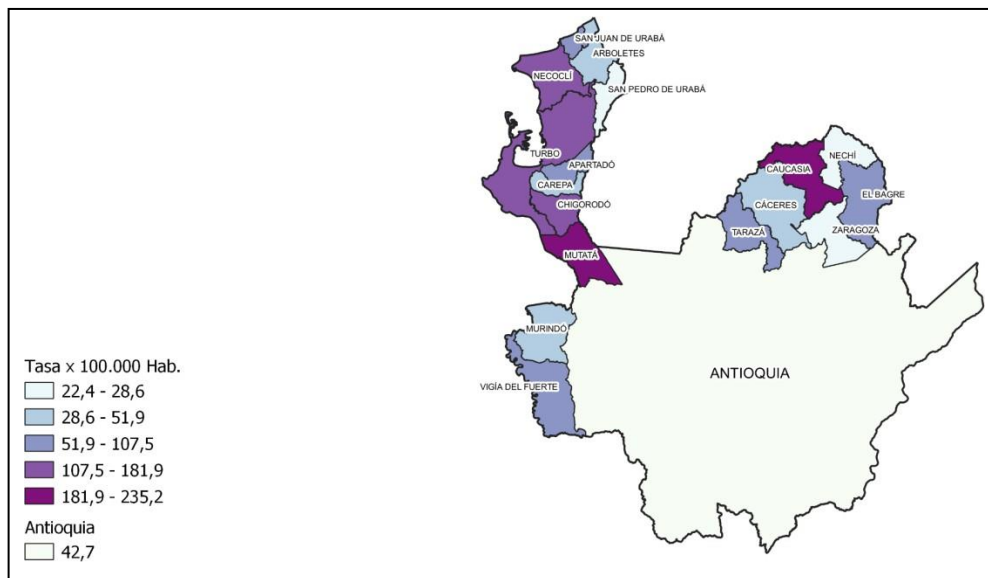 SAN JUAN DE URABÁ
ARBOLETES
NECOCLÍ
SAN PEDRO DE URABÁ
TURBO
APARTADÓ
CAREPA
CHIGORODÓ
MUTATÁ
NECHÍ
CAUCASIA
EL BAGRE
CÁCERES
TARAZÁ
ZARAGOZA
MURINDÓ
VIGÍA DEL FUERTE
ANTIOQUIA
Tasa x 100.000 Hab.
22,4 - 28,6
28,6 - 51,9
51,9 - 107,5
107,5 - 181,9
181,9 - 235,2
Antioquia
42,7